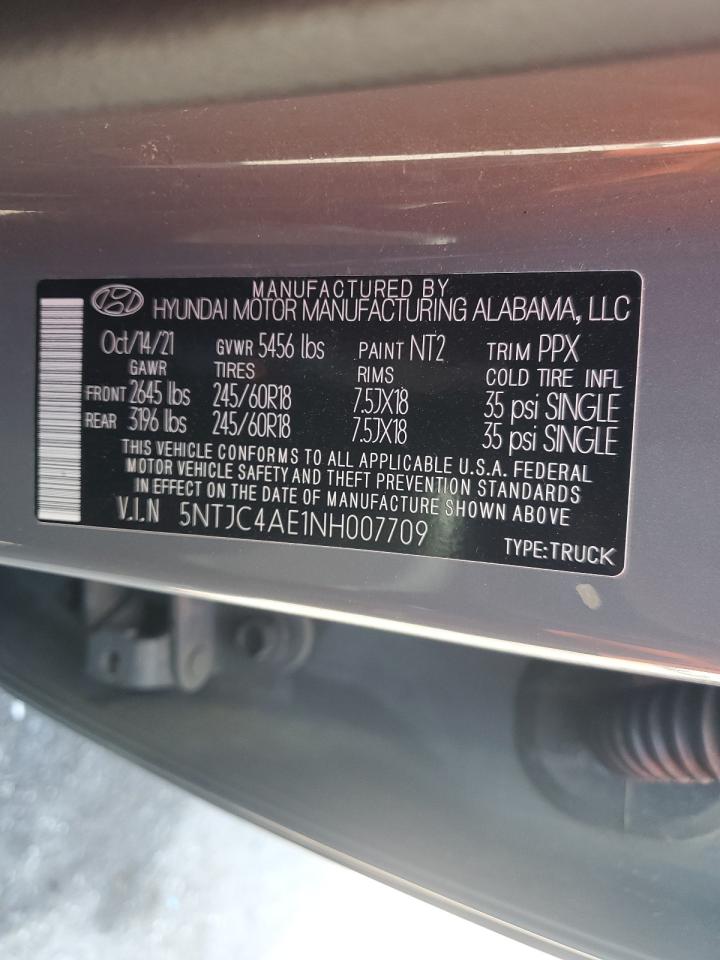 MANUFACTURED BY
HYUNDAI MOTOR MANUFACTURING ALABAMA, LLC
Oct/14/21 GVWR 5456 lbs PAINT NT2 TRIM PPX
GAWR TIRES RIMS COLD TIRE INFL
FRONT 2645 lbs 245/60R18 7.5JX18 35 psi SINGLE
REAR 3196 lbs 245/60R18 7.5JX18 35 psi SINGLE
THIS VEHICLE CONFORMS TO ALL APPLICABLE U.S.A. FEDERAL
MOTOR VEHICLE SAFETY AND THEFT PREVENTION STANDARDS
IN EFFECT ON THE DATE OF MANUFACTURE SHOWN ABOVE
V.I.N 5NTJC4AE1NH007709 TYPE:TRUCK